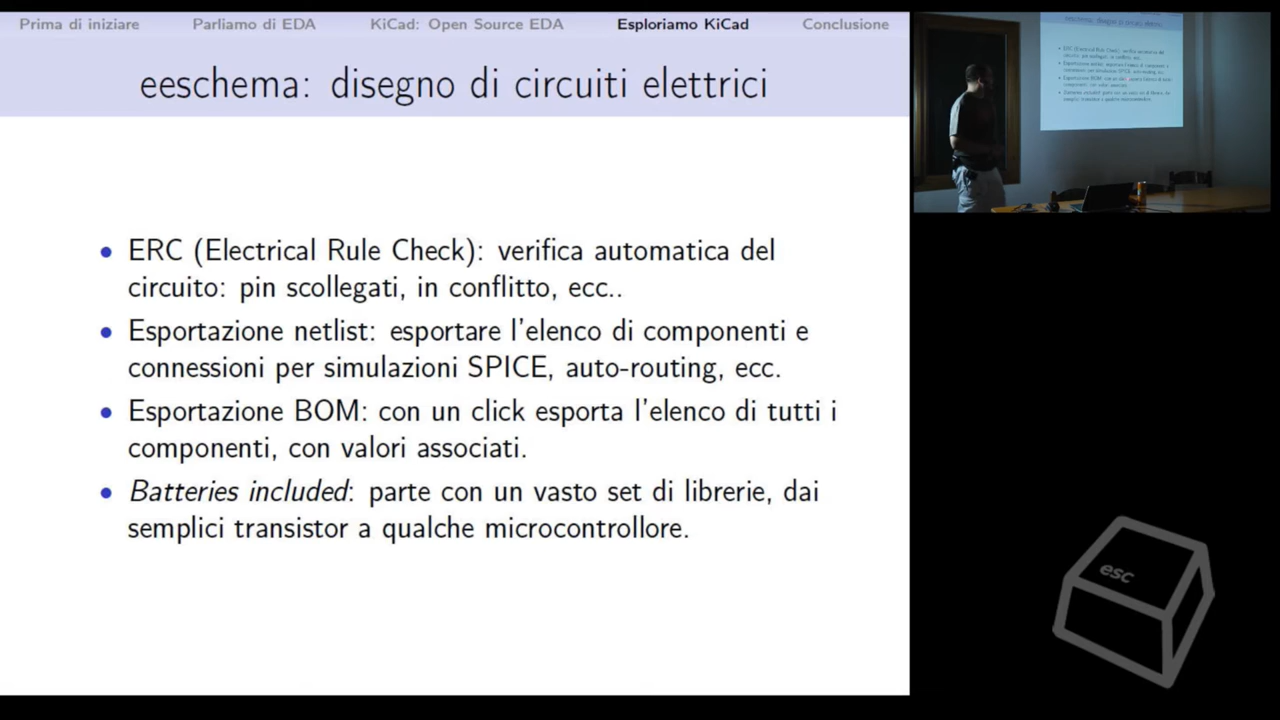 Prima di iniziare Parliamo di EDA KiCad: Open Source EDA Esploriamo KiCad Conclusione
eeschema: disegno di circuiti elettrici
• ERC (Electrical Rule Check): verifica automatica del
circuito: pin scollegati, in conflitto, ecc..
• Esportazione netlist: esportare l'elenco di componenti e
connessioni per simulazioni SPICE, auto-routing, ecc.
• Esportazione BOM: con un click esporta l'elenco di tutti i
componenti, con valori associati.
• Batteries included: parte con un vasto set di librerie, dai
semplici transistor a qualche microcontrollore.
esc